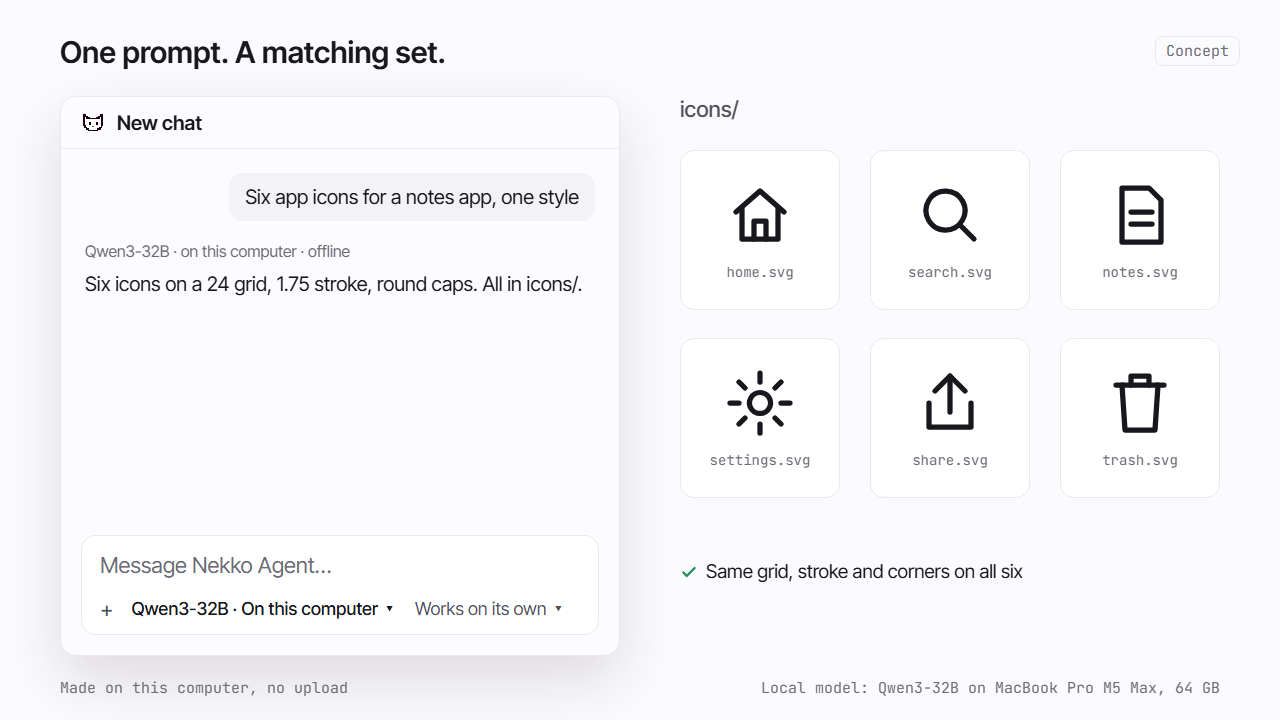 One prompt. A matching set.
Concept
New chat
Six app icons for a notes app, one style
Qwen3-32B · on this computer · offline
Six icons on a 24 grid, 1.75 stroke, round caps. All in icons/.
Message Nekko Agent...
+ Qwen3-32B · On this computer ▾ Works on its own ▾
icons/
home.svg
search.svg
notes.svg
settings.svg
share.svg
trash.svg
Same grid, stroke and corners on all six
Made on this computer, no upload
Local model: Qwen3-32B on MacBook Pro M5 Max, 64 GB